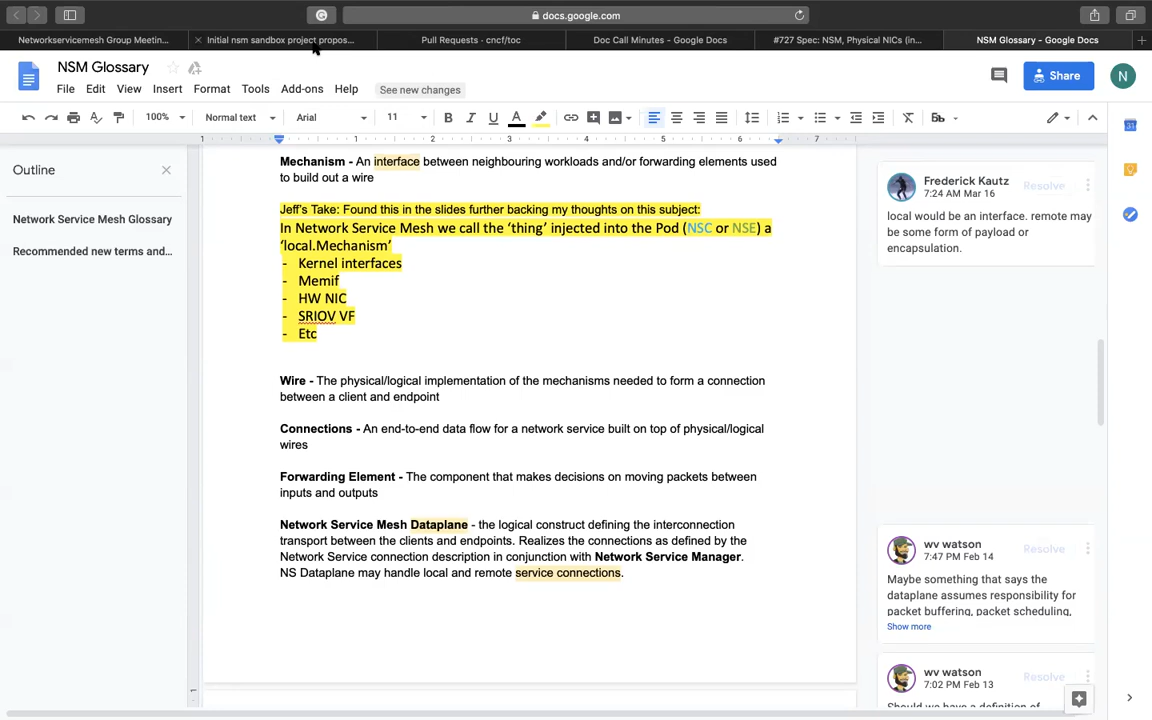 docs.google.com
Networkservicemesh Group Meetin...
Initial nsm sandbox project propos...
Pull Requests · cncf/toc
Doc Call Minutes - Google Docs
#727 Spec: NSM, Physical NICs (in...
NSM Glossary - Google Docs
NSM Glossary
File Edit View Insert Format Tools Add-ons Help See new changes
Share
N
100% Normal text Arial 11
1 1 2 3 4 5 6 7
Outline
Network Service Mesh Glossary
Recommended new terms and...
Mechanism - An interface between neighbouring workloads and/or forwarding elements used
to build out a wire
Jeff's Take: Found this in the slides further backing my thoughts on this subject:
In Network Service Mesh we call the ‘thing’ injected into the Pod (NSC or NSE) a
‘local.Mechanism’
- Kernel interfaces
- Memif
- HW NIC
- SRIOV VF
- Etc
Wire - The physical/logical implementation of the mechanisms needed to form a connection
between a client and endpoint
Connections - An end-to-end data flow for a network service built on top of physical/logical
wires
Forwarding Element - The component that makes decisions on moving packets between
inputs and outputs
Network Service Mesh Dataplane - the logical construct defining the interconnection
transport between the clients and endpoints. Realizes the connections as defined by the
Network Service connection description in conjunction with Network Service Manager.
NS Dataplane may handle local and remote service connections.
Frederick Kautz
7:24 AM Mar 16
Resolve
local would be an interface. remote may
be some form of payload or
encapsulation.
wv watson
7:47 PM Feb 14
Resolve
Maybe something that says the
dataplane assumes responsibility for
packet buffering, packet scheduling,
Show more
wv watson
7:02 PM Feb 13
Resolve
Should we have a definition of
31